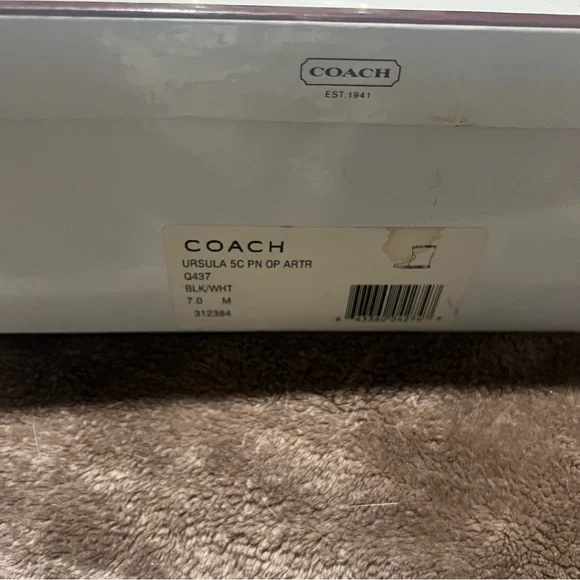 COACH
EST. 1941
COACH
URSULA 5C PN OP ARTR
Q437
BLK/WHT
7.0 M
312384